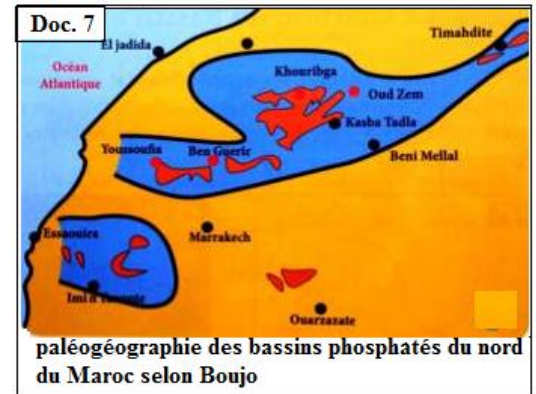 Doc. 7
El jadida
Timahdite
Océan
Atlantique
Khouribga
Oud Zem
Kasba Tadla
Youssoufia
Ben Guerir
Beni Mellal
Essaouira
Marrakech
Ouarzazate
paléogéographie des bassins phosphatés du nord
du Maroc selon Boujo